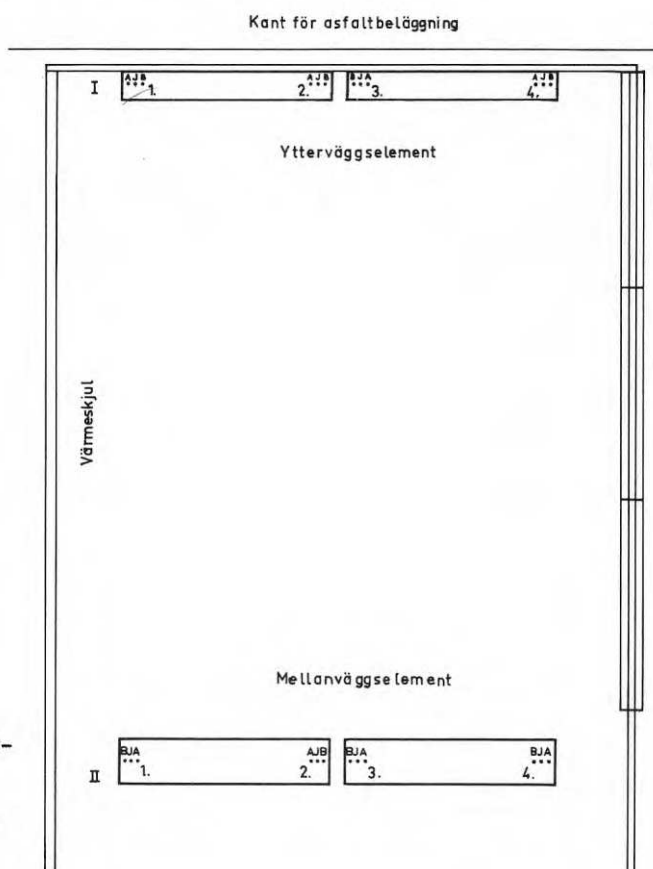 Kant för asfaltbeläggning
I
AJB 1.
AJB 2.
BJA 3.
AJB 4.
Ytterväggselement
Värmeskjul
Mellanväggselement
II
BJA 1.
AJB 2.
BJA 3.
BJA 4.